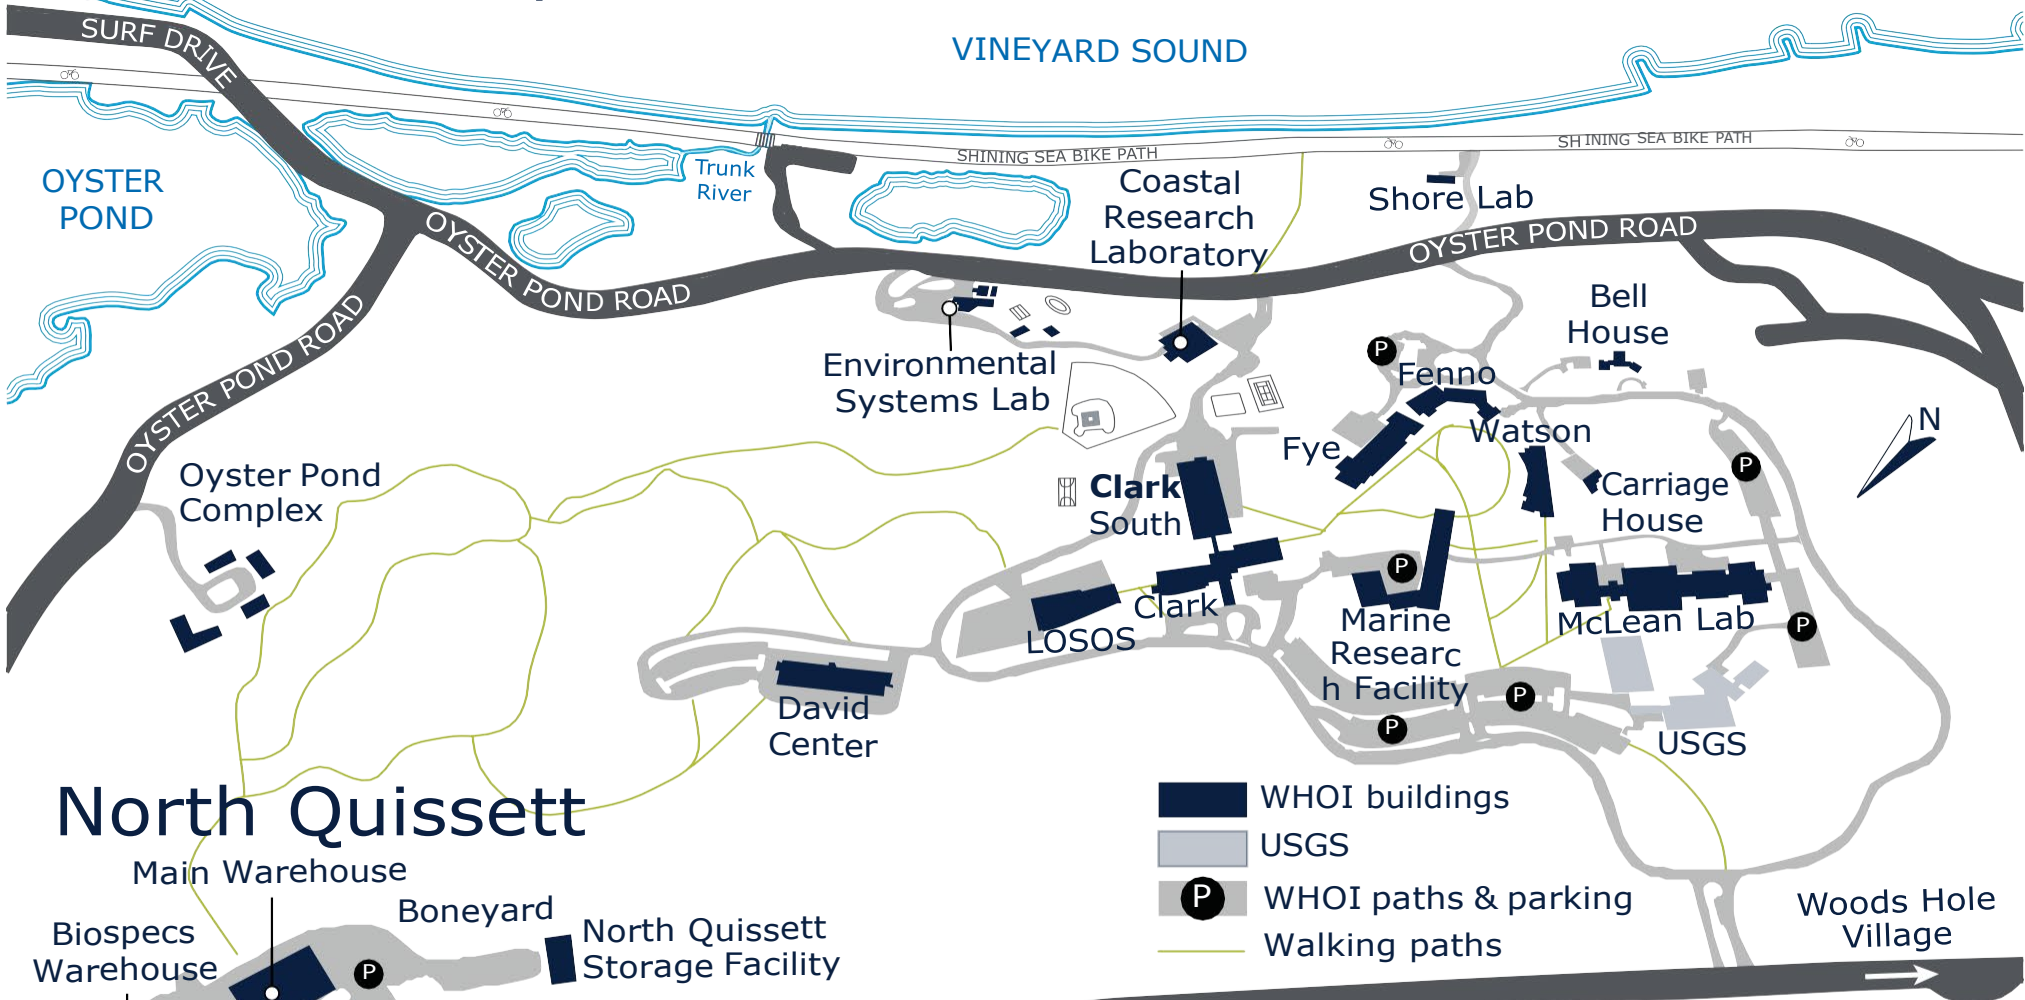 SURF DRIVE
VINEYARD SOUND
SHINING SEA BIKE PATH
SHINING SEA BIKE PATH
OYSTER
POND
Trunk
River
Coastal
Research
Laboratory
Shore Lab
OYSTER POND ROAD
OYSTER POND ROAD
OYSTER POND ROAD
Bell
House
Environmental
Systems Lab
P
Fenno
Fye
Watson
N
P
Oyster Pond
Complex
Clark
South
Carriage
House
P
Clark
LOSOS
Marine
Researc
h Facility
McLean Lab
P
P
P
USGS
David
Center
North Quissett
WHOI buildings
USGS
P
WHOI paths & parking
Walking paths
Main Warehouse
Boneyard
Biospecs
Warehouse
P
North Quissett
Storage Facility
Woods Hole
Village